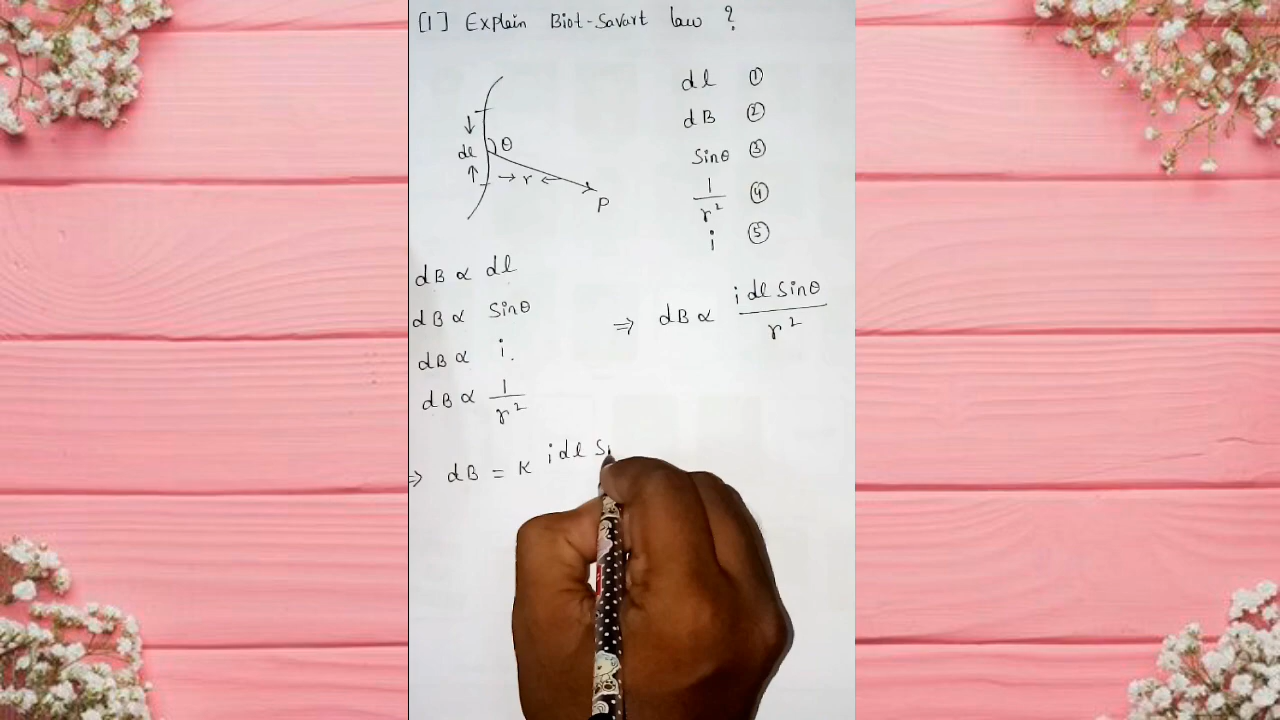 [1] Explein Biot-Savart law ?
dl ①
dB ②
Sinθ ③
1/r² ④
i ⑤
dl θ
r
P
dB ∝ dl
dB ∝ Sinθ
dB ∝ i
dB ∝ 1/r²
⇒ dB ∝ i dl Sinθ/r²
⇒ dB = K i dl S